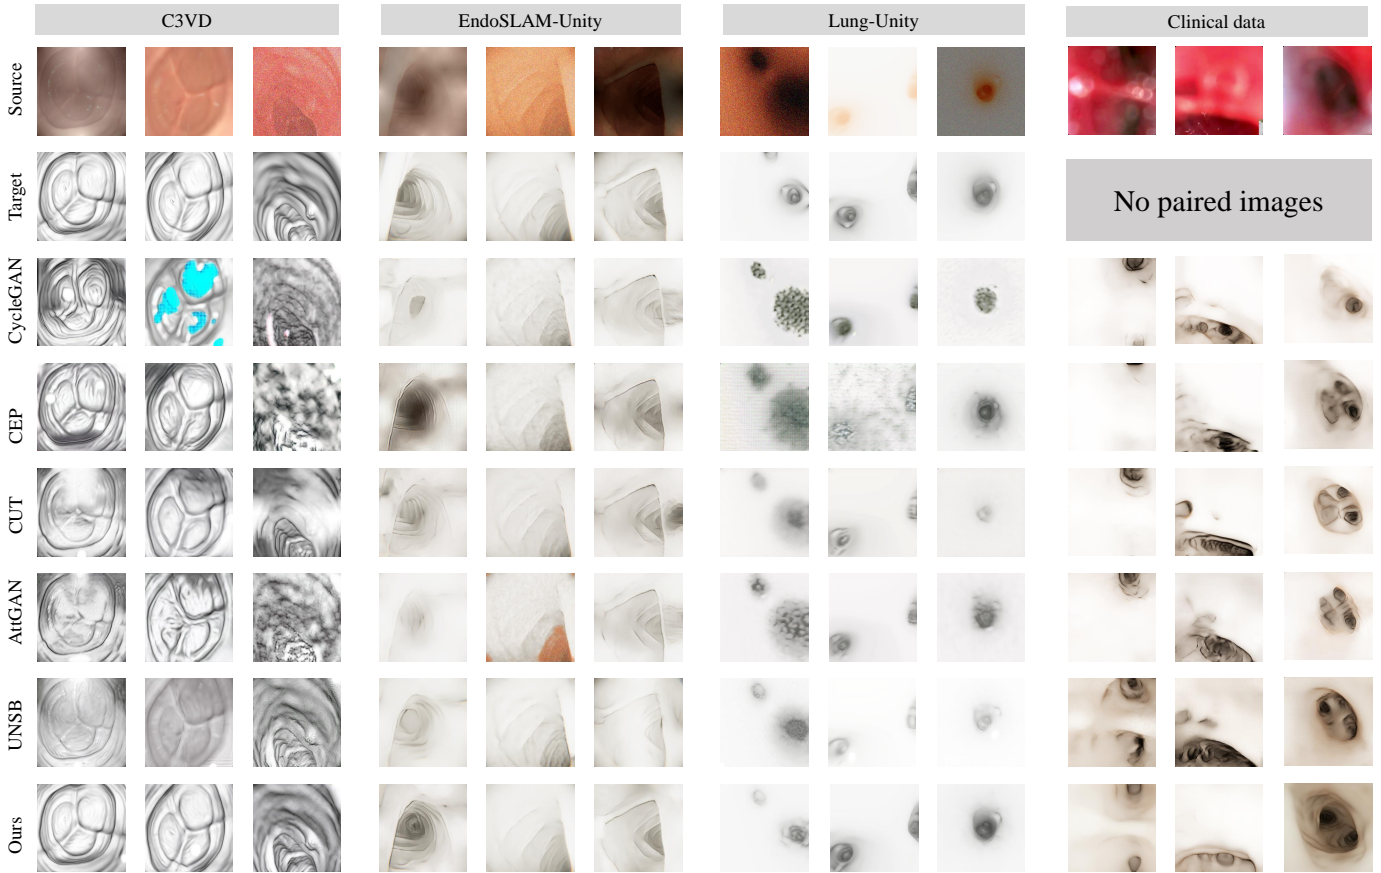 C3VD
EndoSLAM-Unity
Lung-Unity
Clinical data
Source
Target
No paired images
CycleGAN
CEP
CUT
AttGAN
UNSB
Ours